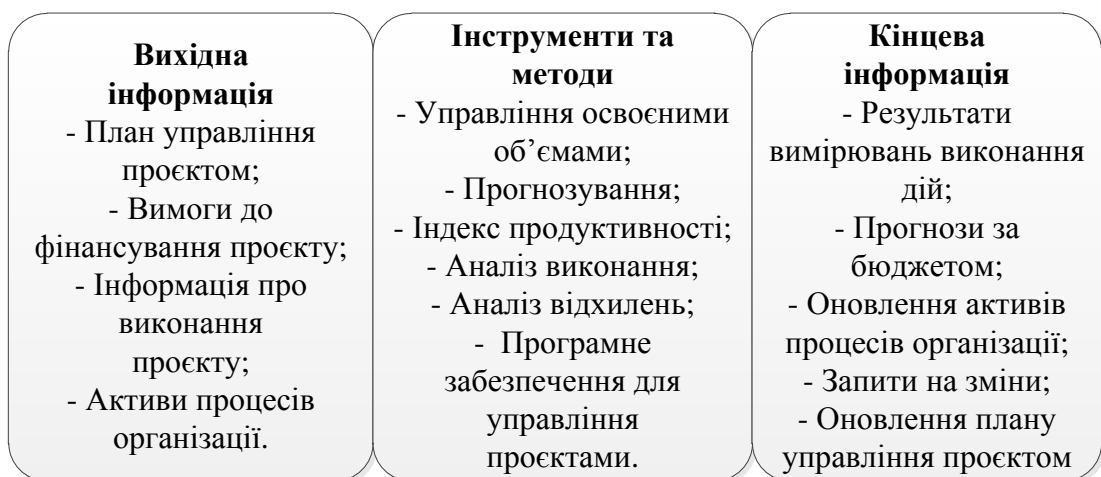 Вихідна
інформація
- План управління
проєктом;
- Вимоги до
фінансування проєкту;
- Інформація про
виконання
проєкту;
- Активи процесів
організації.
Інструменти та
методи
- Управління освоєними
об’ємами;
- Прогнозування;
- Індекс продуктивності;
- Аналіз виконання;
- Аналіз відхилень;
- Програмне
забезпечення для
управління
проєктами.
Кінцева
інформація
- Результати
вимірювань виконання
дій;
- Прогнози за
бюджетом;
- Оновлення активів
процесів організації;
- Запити на зміни;
- Оновлення плану
управління проєктом